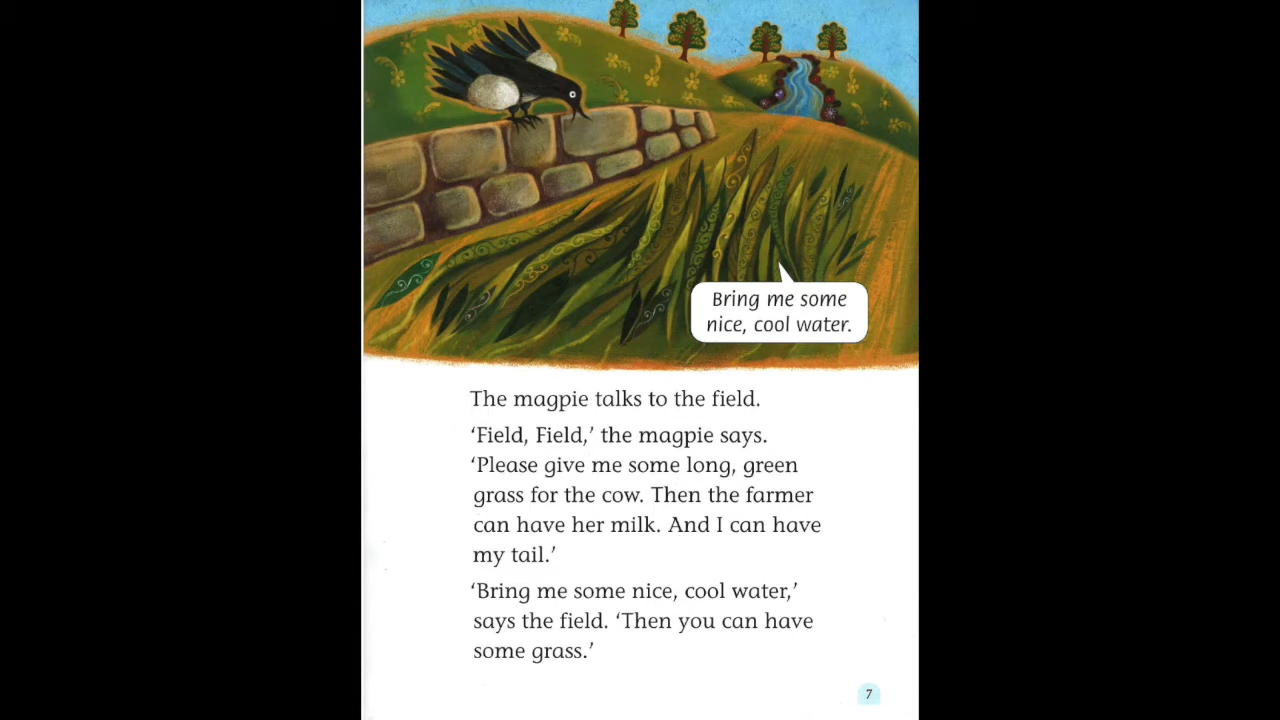 Bring me some
nice, cool water.
The magpie talks to the field.
‘Field, Field,’ the magpie says.
‘Please give me some long, green
grass for the cow. Then the farmer
can have her milk. And I can have
my tail.’
‘Bring me some nice, cool water,’
says the field. ‘Then you can have
some grass.’
7